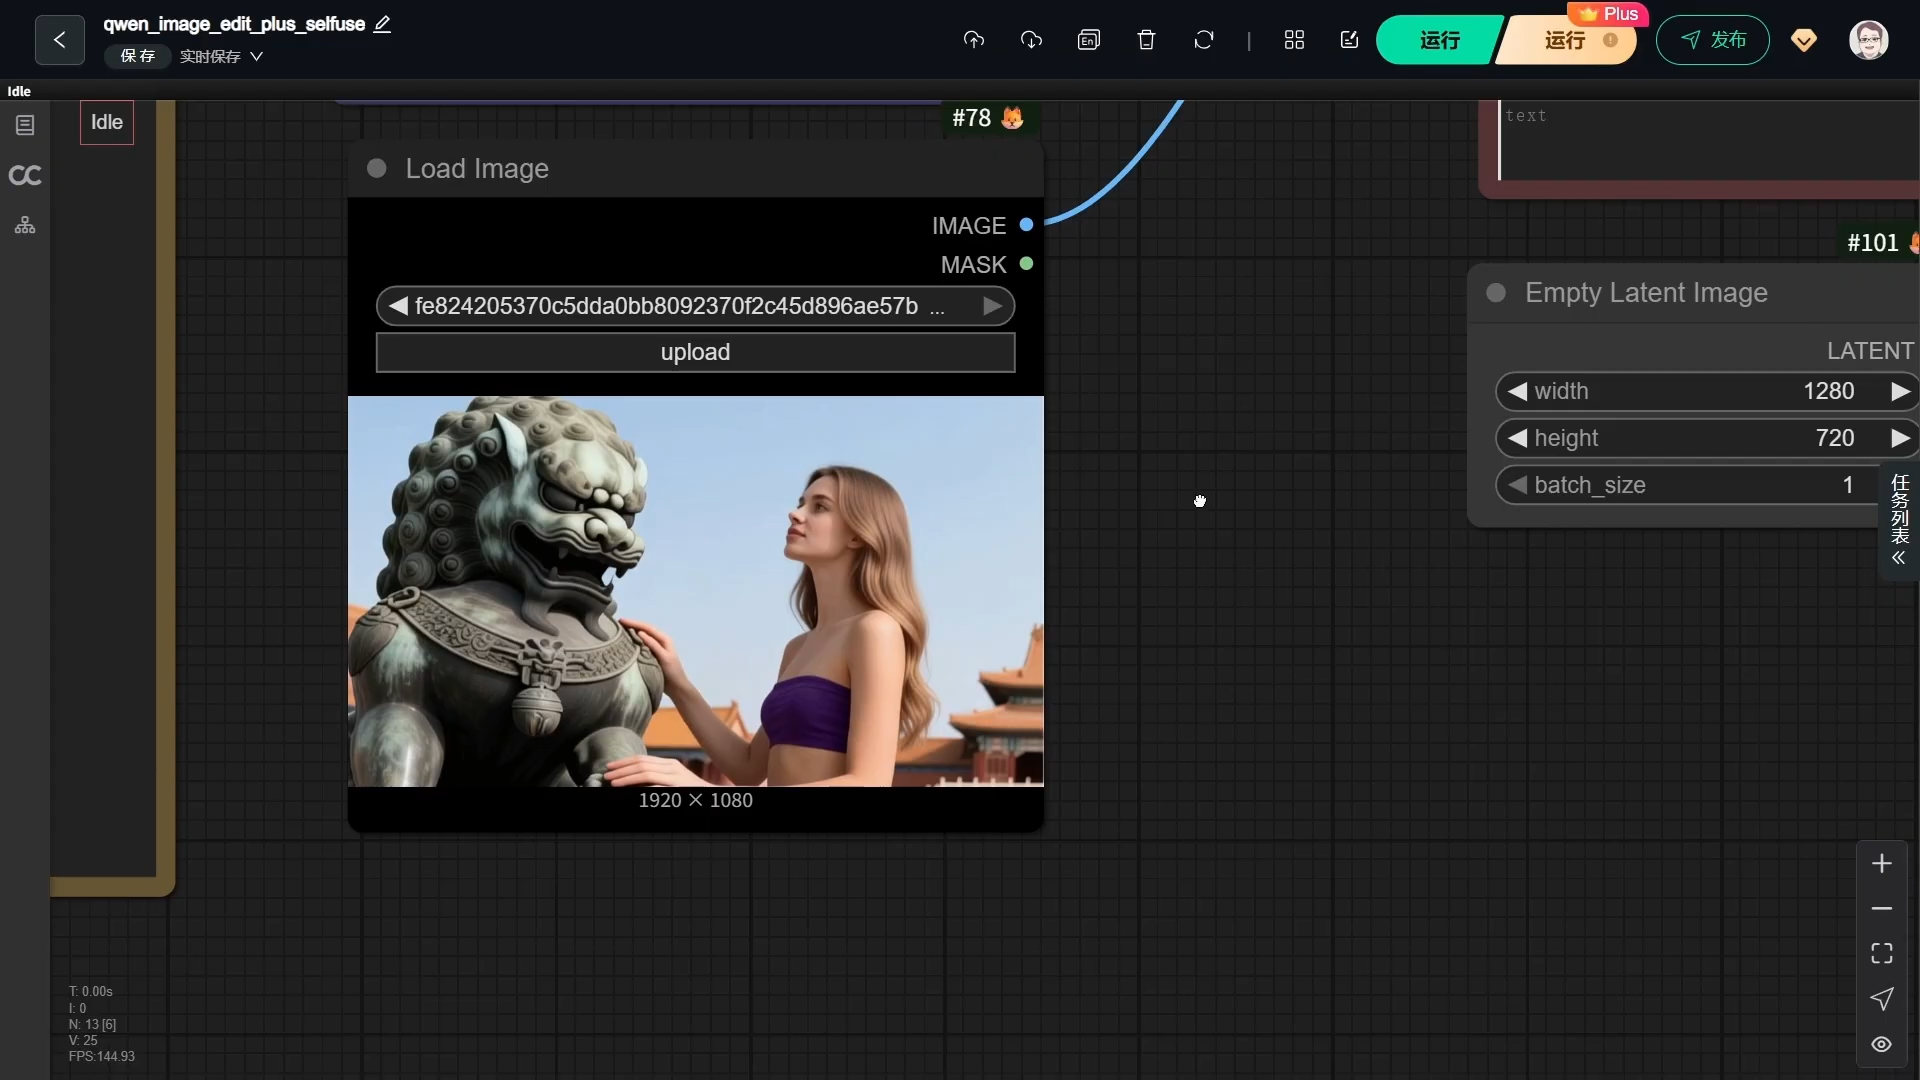 qwen_image_edit_plus_selfuse
保存
实时保存
En
运行
运行
Plus
发布
Idle
Idle
#78
Load Image
IMAGE
MASK
fe824205370c5dda0bb8092370f2c45d896ae57b ...
upload
1920 × 1080
text
#101
Empty Latent Image
LATENT
width 1280
height 720
batch_size 1
任务列表
T: 0.00s
I: 0
N: 13 [6]
V: 25
FPS:144.93